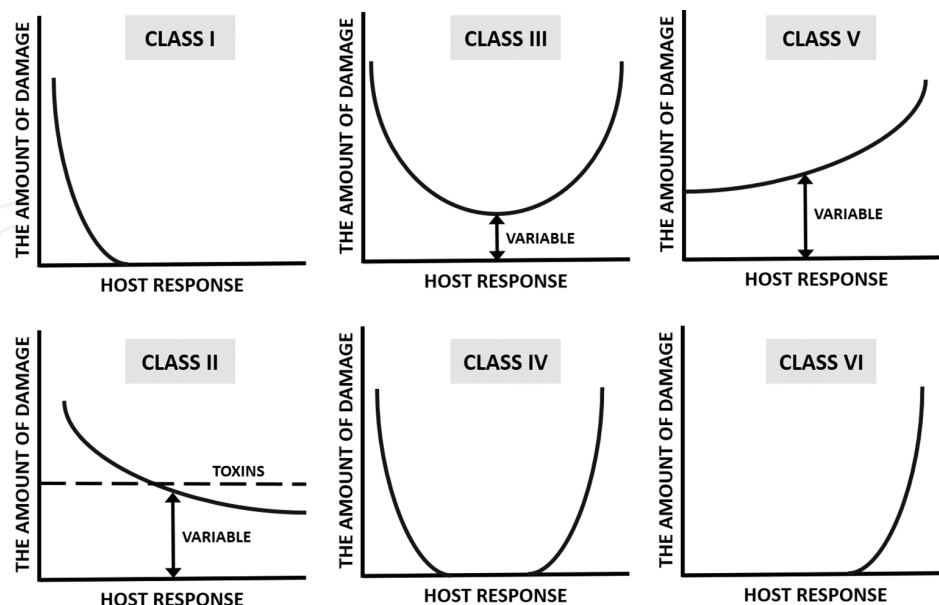 CLASS I
THE AMOUNT OF DAMAGE
HOST RESPONSE
CLASS III
THE AMOUNT OF DAMAGE
VARIABLE
HOST RESPONSE
CLASS V
THE AMOUNT OF DAMAGE
VARIABLE
HOST RESPONSE
CLASS II
THE AMOUNT OF DAMAGE
TOXINS
VARIABLE
HOST RESPONSE
CLASS IV
THE AMOUNT OF DAMAGE
HOST RESPONSE
CLASS VI
THE AMOUNT OF DAMAGE
HOST RESPONSE